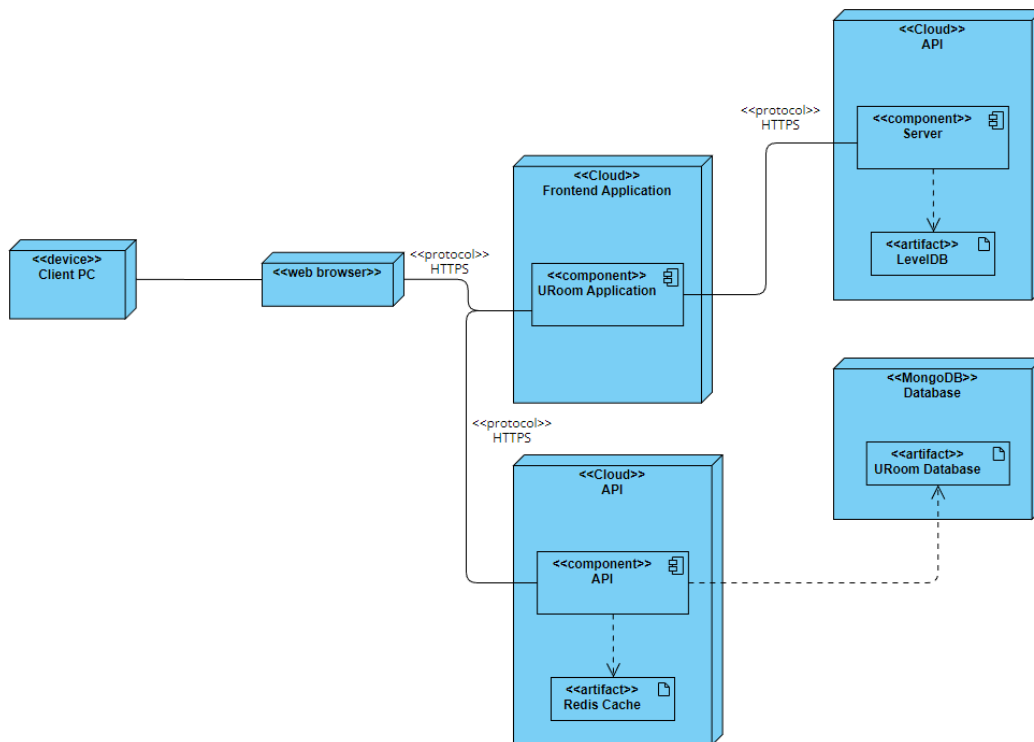 <<device>>
Client PC
<<web browser>>
<<protocol>>
HTTPS
<<Cloud>>
Frontend Application
<<component>>
URoom Application
<<protocol>>
HTTPS
<<Cloud>>
API
<<component>>
Server
<<artifact>>
LevelDB
<<protocol>>
HTTPS
<<Cloud>>
API
<<component>>
API
<<artifact>>
Redis Cache
<<MongoDB>>
Database
<<artifact>>
URoom Database